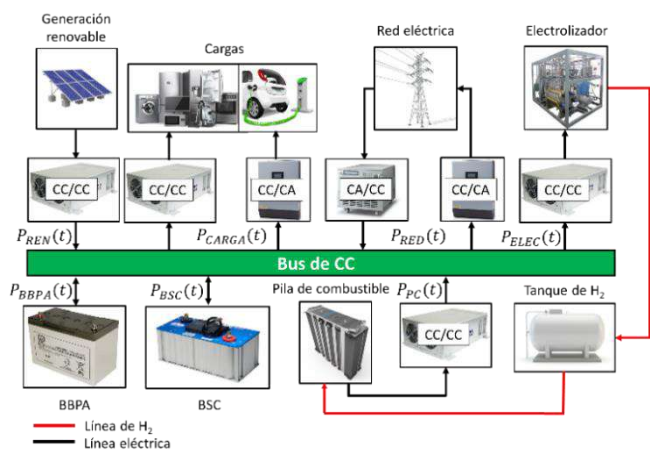 Generación
renovable
Cargas
Red eléctrica
Electrolizador
CC/CC
CC/CC
CC/CA
CA/CC
CC/CA
CC/CC
P_REN(t)
P_CARGA(t)
P_RED(t)
P_ELEC(t)
Bus de CC
P_BBPA(t)
P_BSC(t)
Pila de combustible
P_PC(t)
Tanque de H₂
CC/CC
BBPA
BSC
Línea de H₂
Línea eléctrica